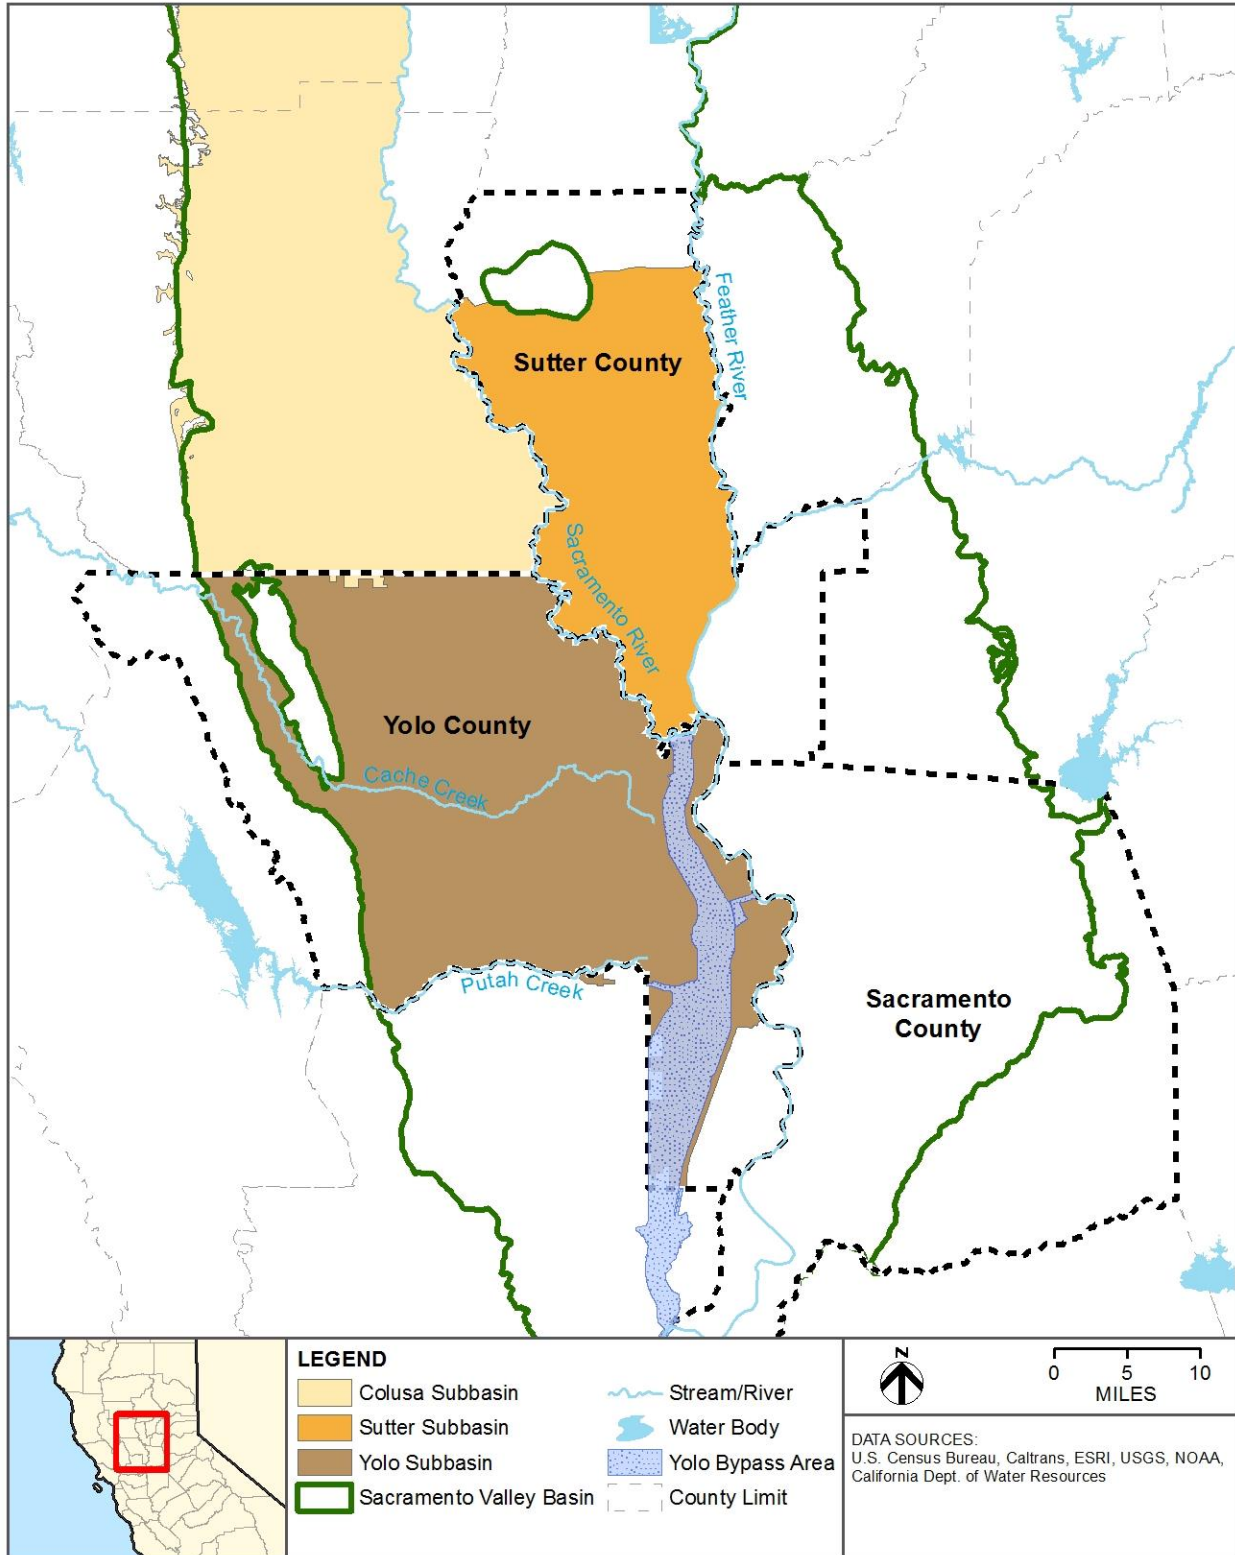 Feather River
Sutter County
Sacramento River
Yolo County
Cache Creek
Putah Creek
Sacramento
County
LEGEND
Colusa Subbasin
Sutter Subbasin
Yolo Subbasin
Sacramento Valley Basin
Stream/River
Water Body
Yolo Bypass Area
County Limit
N
0 5 10
MILES
DATA SOURCES:
U.S. Census Bureau, Caltrans, ESRI, USGS, NOAA,
California Dept. of Water Resources